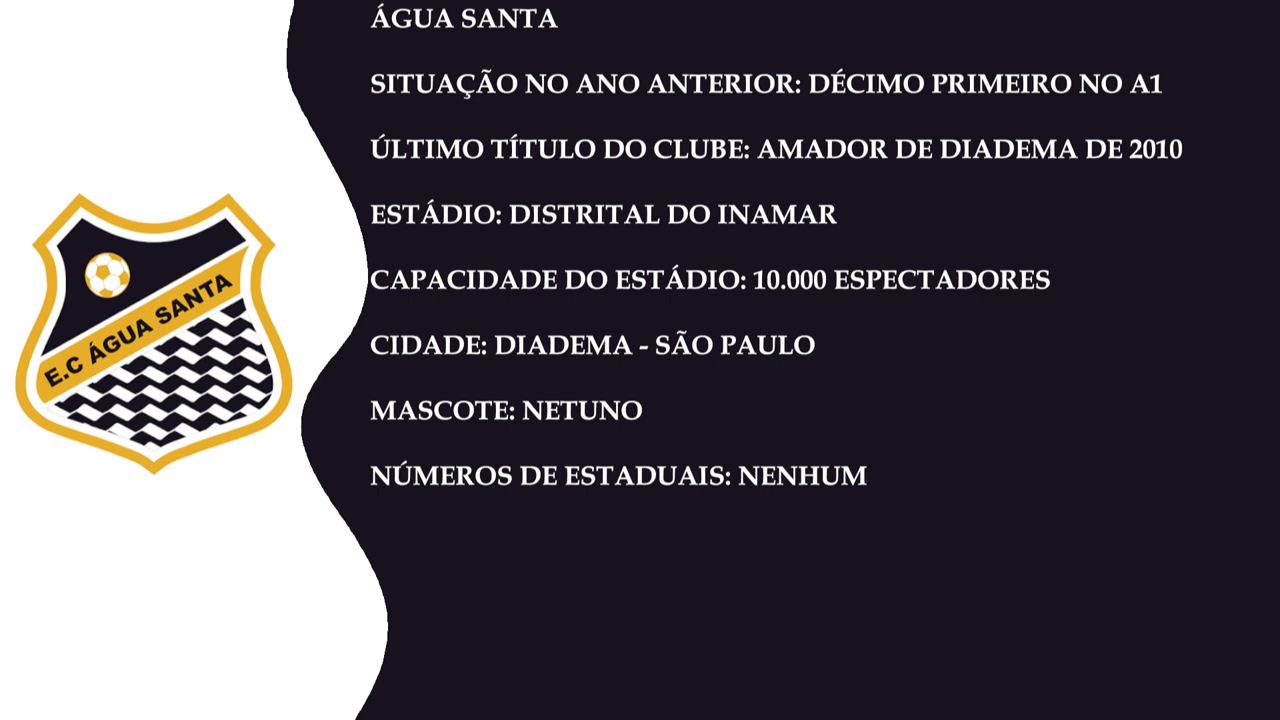 ÁGUA SANTA
SITUAÇÃO NO ANO ANTERIOR: DÉCIMO PRIMEIRO NO A1
ÚLTIMO TÍTULO DO CLUBE: AMADOR DE DIADEMA DE 2010
ESTÁDIO: DISTRITAL DO INAMAR
CAPACIDADE DO ESTÁDIO: 10.000 ESPECTADORES
CIDADE: DIADEMA - SÃO PAULO
MASCOTE: NETUNO
NÚMEROS DE ESTADUAIS: NENHUM
E.C ÁGUA SANTA